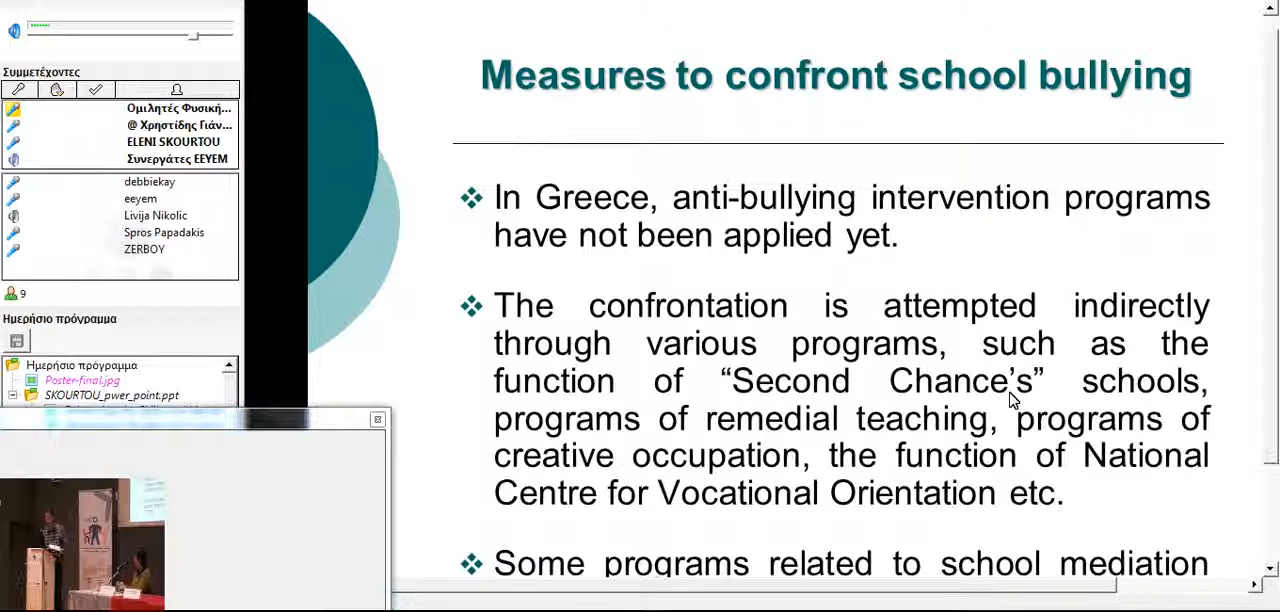 Συμμετέχοντες
Ομιλητές Φυσική...
@ Χρηστίδης Γιάν...
ELENI SKOURTOU
Συνεργάτες ΕΕΥΕΜ
debbiekay
eeyem
Livija Nikolic
Spros Papadakis
ZERBOY
9
Ημερήσιο πρόγραμμα
Ημερήσιο πρόγραμμα
Poster-final.jpg
SKOURTOU_pwer_point.ppt
Measures to confront school bullying
In Greece, anti-bullying intervention programs
have not been applied yet.
The confrontation is attempted indirectly
through various programs, such as the
function of “Second Chance’s” schools,
programs of remedial teaching, programs of
creative occupation, the function of National
Centre for Vocational Orientation etc.
Some programs related to school mediation